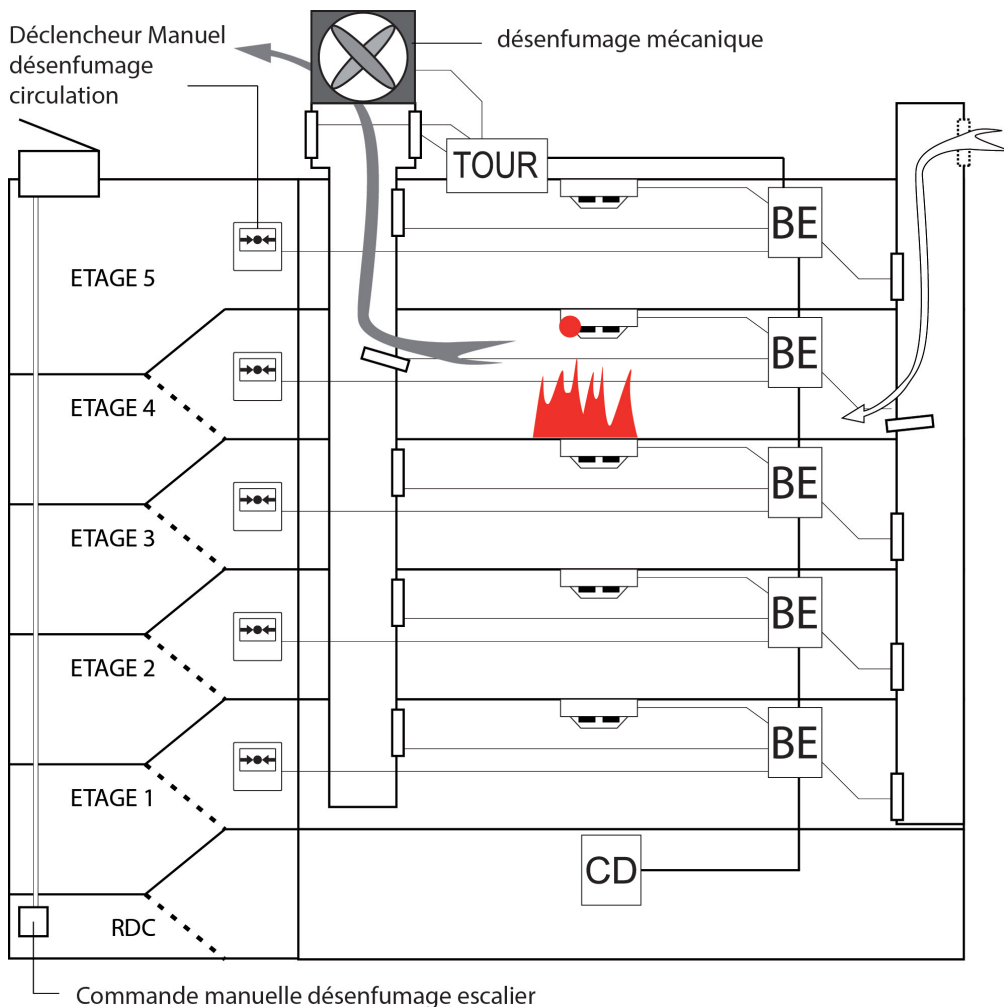 Déclencheur Manuel
désenfumage
circulation
désenfumage mécanique
TOUR
BE
ETAGE 5
BE
ETAGE 4
BE
ETAGE 3
BE
ETAGE 2
BE
ETAGE 1
CD
RDC
Commande manuelle désenfumage escalier